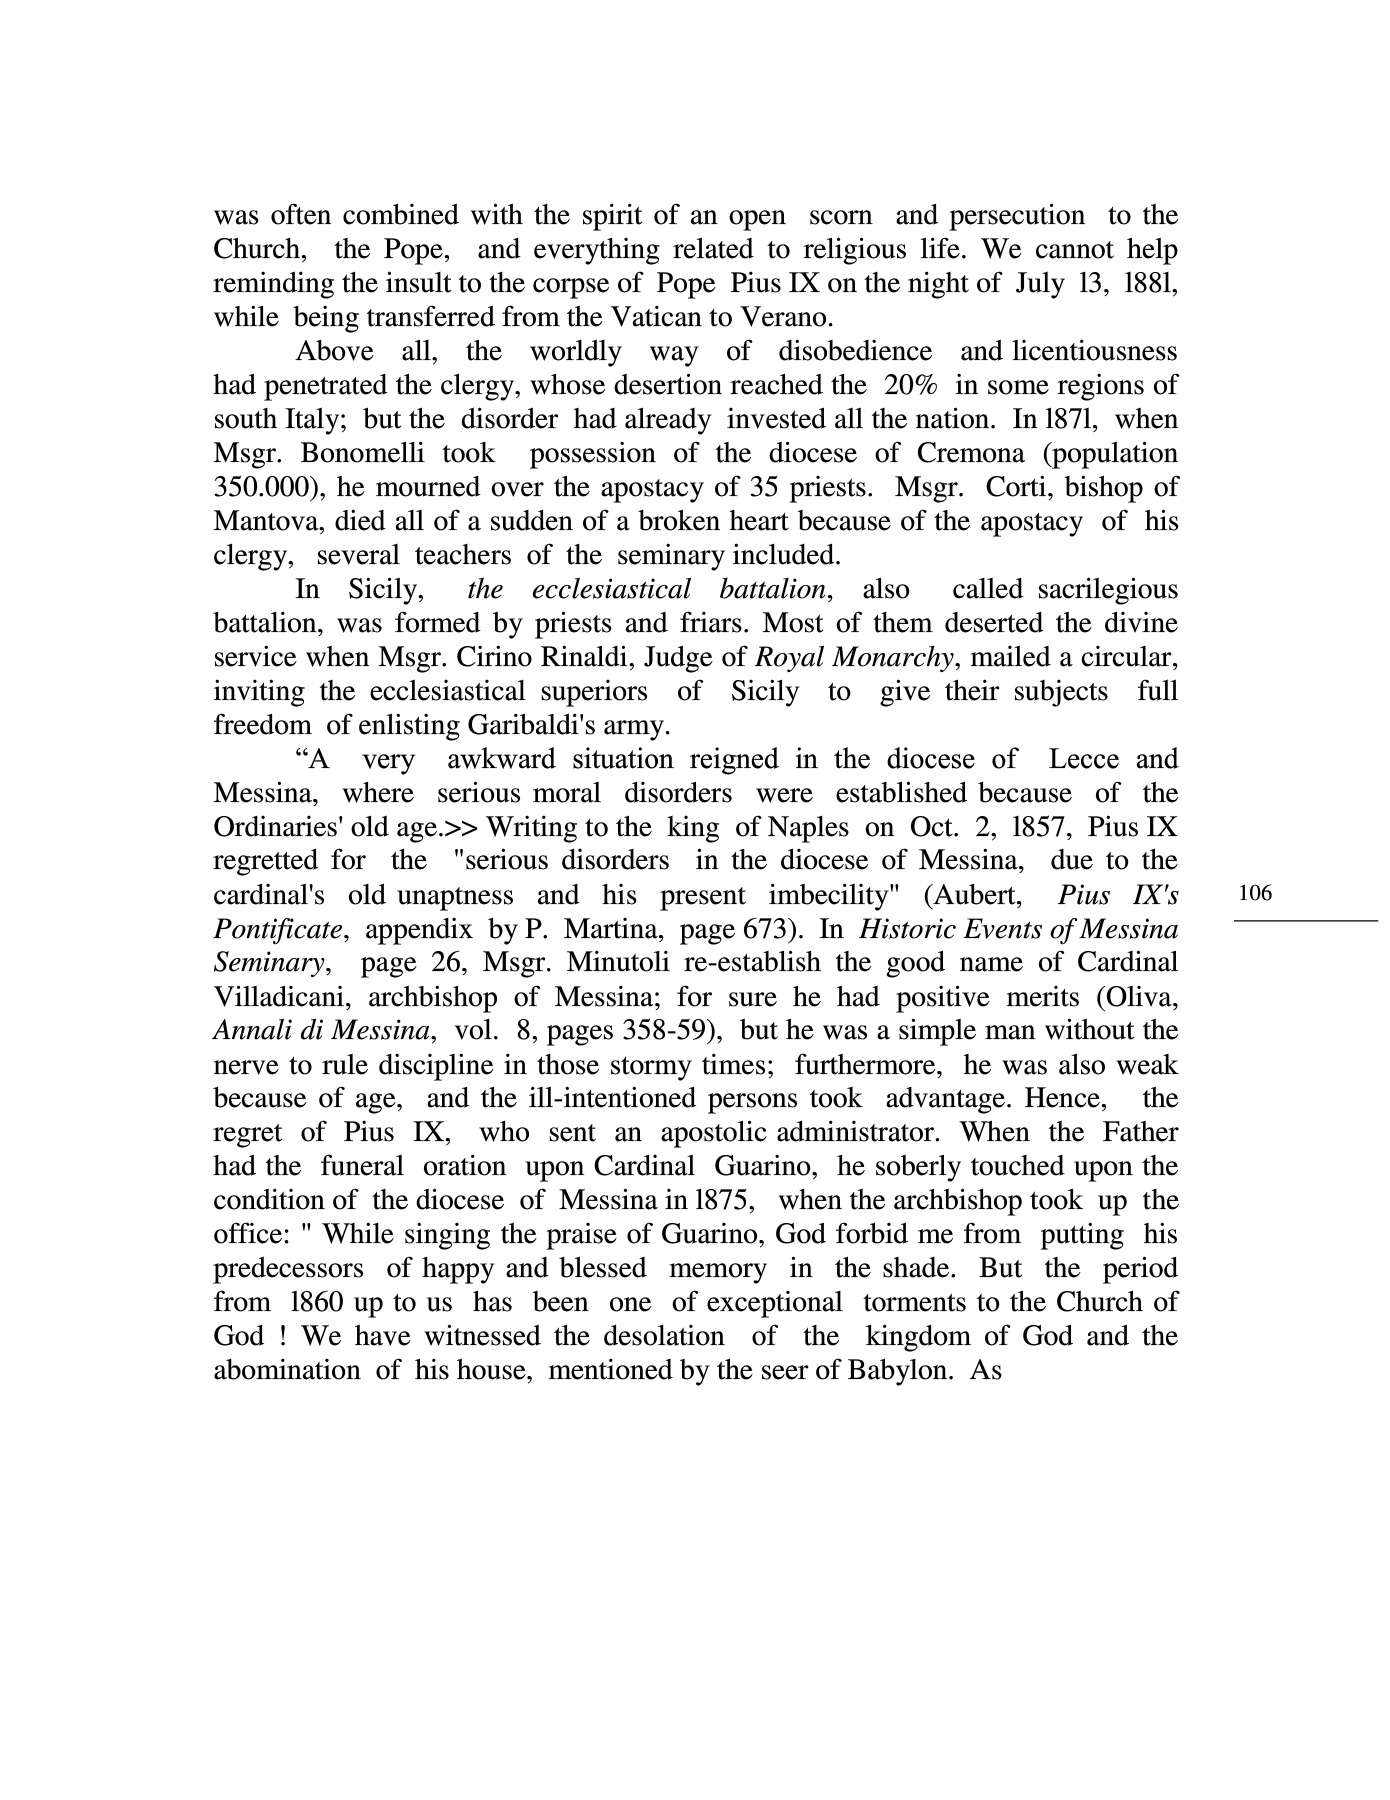 was often combined with the spirit of an open scorn and persecution to the
Church, the Pope, and everything related to religious life. We cannot help
reminding the insult to the corpse of Pope Pius IX on the night of July l3, l88l,
while being transferred from the Vatican to Verano.
Above all, the worldly way of disobedience and licentiousness
had penetrated the clergy, whose desertion reached the 20% in some regions of
south Italy; but the disorder had already invested all the nation. In l87l, when
Msgr. Bonomelli took possession of the diocese of Cremona (population
350.000), he mourned over the apostacy of 35 priests. Msgr. Corti, bishop of
Mantova, died all of a sudden of a broken heart because of the apostacy of his
clergy, several teachers of the seminary included.
In Sicily, the ecclesiastical battalion, also called sacrilegious
battalion, was formed by priests and friars. Most of them deserted the divine
service when Msgr. Cirino Rinaldi, Judge of Royal Monarchy, mailed a circular,
inviting the ecclesiastical superiors of Sicily to give their subjects full
freedom of enlisting Garibaldi's army.
“A very awkward situation reigned in the diocese of Lecce and
Messina, where serious moral disorders were established because of the
Ordinaries' old age.>> Writing to the king of Naples on Oct. 2, 1857, Pius IX
regretted for the "serious disorders in the diocese of Messina, due to the
cardinal's old unaptness and his present imbecility" (Aubert, Pius IX's
Pontificate, appendix by P. Martina, page 673). In Historic Events of Messina
Seminary, page 26, Msgr. Minutoli re-establish the good name of Cardinal
Villadicani, archbishop of Messina; for sure he had positive merits (Oliva,
Annali di Messina, vol. 8, pages 358-59), but he was a simple man without the
nerve to rule discipline in those stormy times; furthermore, he was also weak
because of age, and the ill-intentioned persons took advantage. Hence, the
regret of Pius IX, who sent an apostolic administrator. When the Father
had the funeral oration upon Cardinal Guarino, he soberly touched upon the
condition of the diocese of Messina in l875, when the archbishop took up the
office: " While singing the praise of Guarino, God forbid me from putting his
predecessors of happy and blessed memory in the shade. But the period
from l860 up to us has been one of exceptional torments to the Church of
God ! We have witnessed the desolation of the kingdom of God and the
abomination of his house, mentioned by the seer of Babylon. As
106